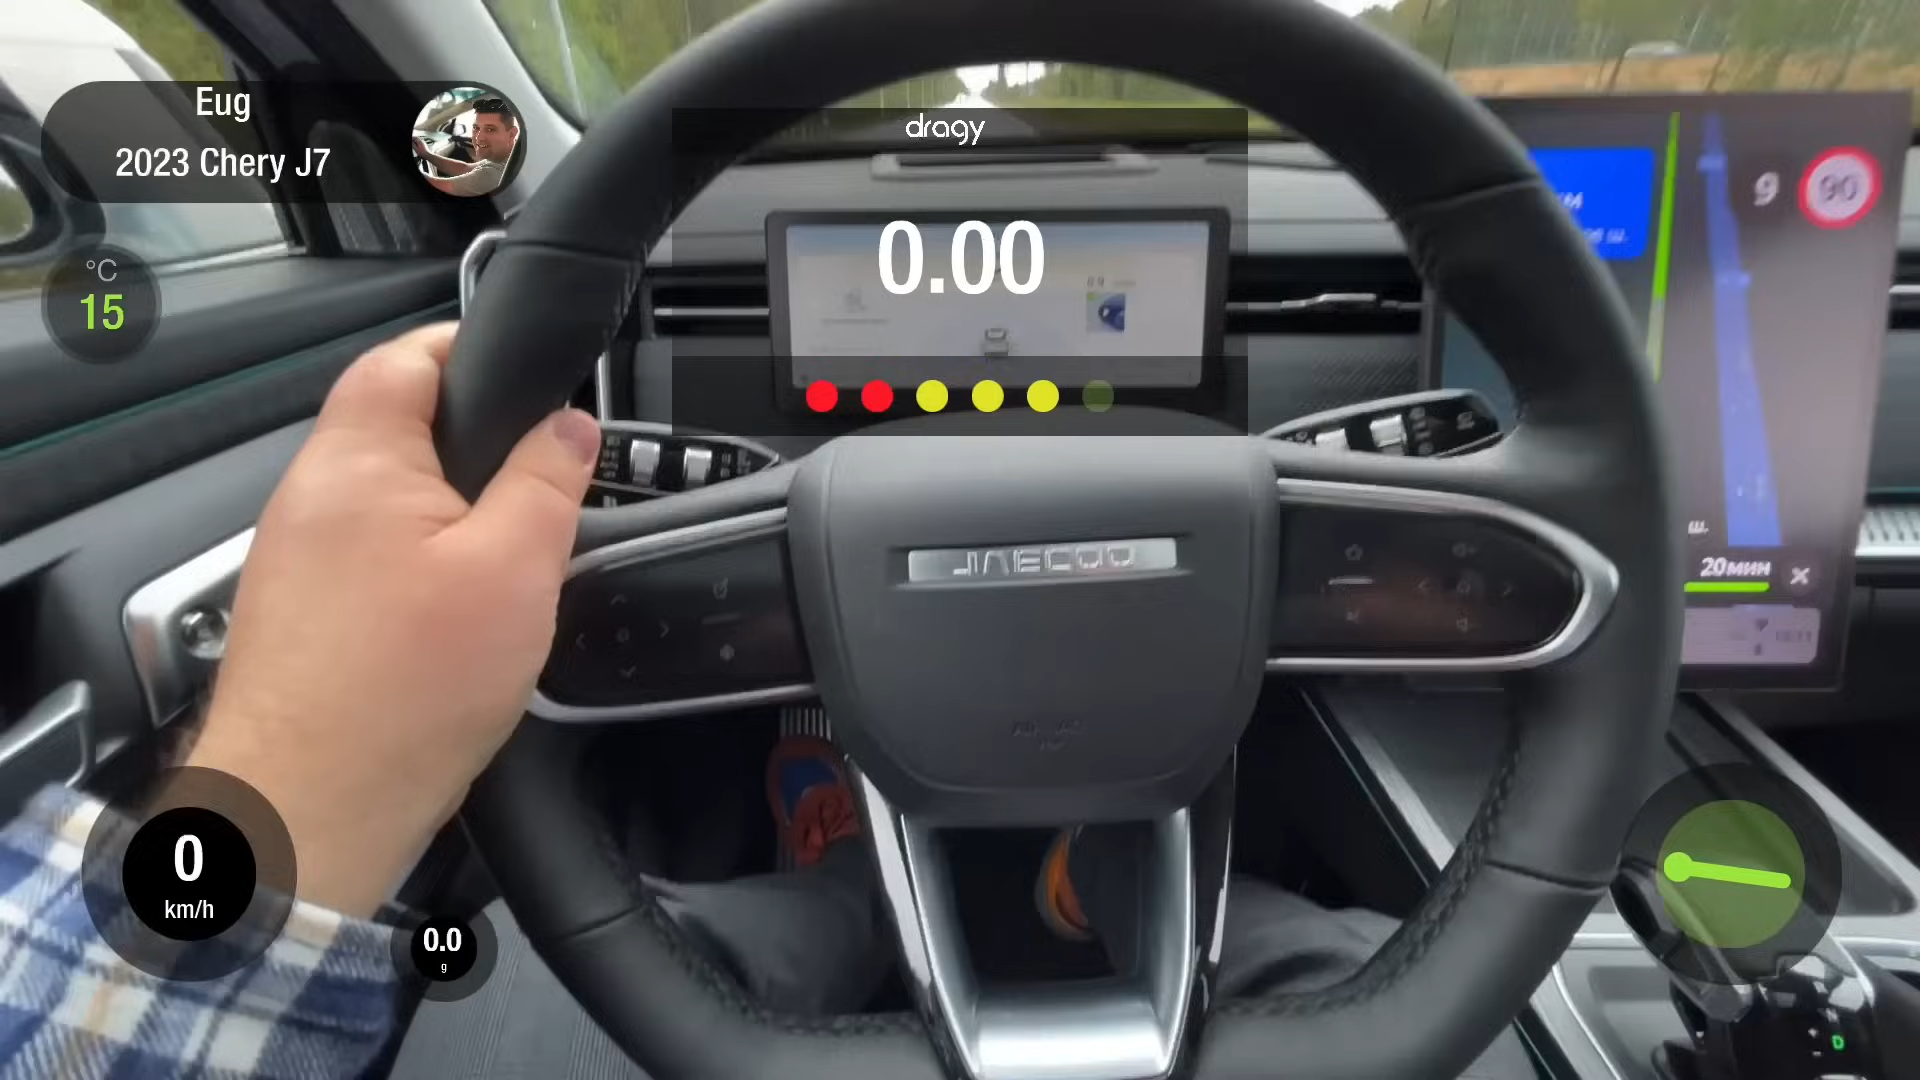 Eug
2023 Chery J7
dragy
°C
15
0.00
9
90
JAECOO
ш.
20мин
0
km/h
0.0
g
D